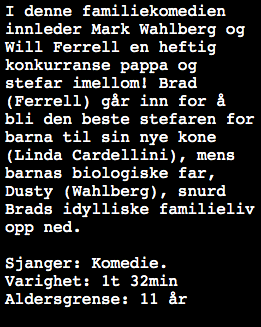 I denne familiekomedien
innleder Mark Wahlberg og
Will Ferrell en heftig
konkurranse pappa og
stefar imellom! Brad
(Ferrell) går inn for å
bli den beste stefaren for
barna til sin nye kone
(Linda Cardellini), mens
barnas biologiske far,
Dusty (Wahlberg), snurd
Brads idylliske familieliv
opp ned.

Sjanger: Komedie.
Varighet: 1t 32min
Aldersgrense: 11 år